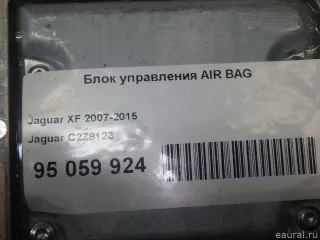 Блок управления AIR BAG
Jaguar XF 2007-2015
Jaguar C2Z8123
95 059 924
eaural.ru